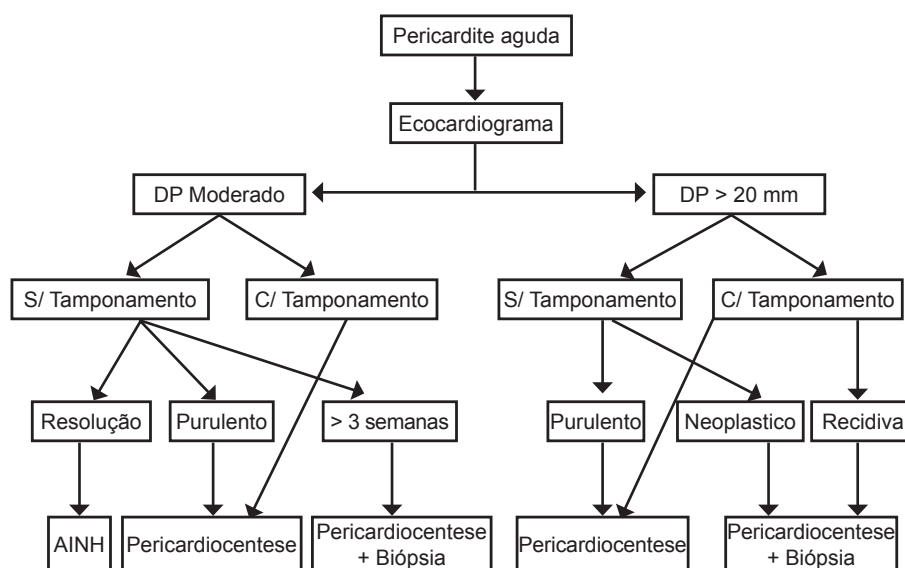 Pericardite aguda
Ecocardiograma
DP Moderado
DP > 20 mm
S/ Tamponamento
C/ Tamponamento
S/ Tamponamento
C/ Tamponamento
Resolução
Purulento
> 3 semanas
Purulento
Neoplastico
Recidiva
AINH
Pericardiocentese
Pericardiocentese
+ Biópsia
Pericardiocentese
Pericardiocentese
+ Biópsia